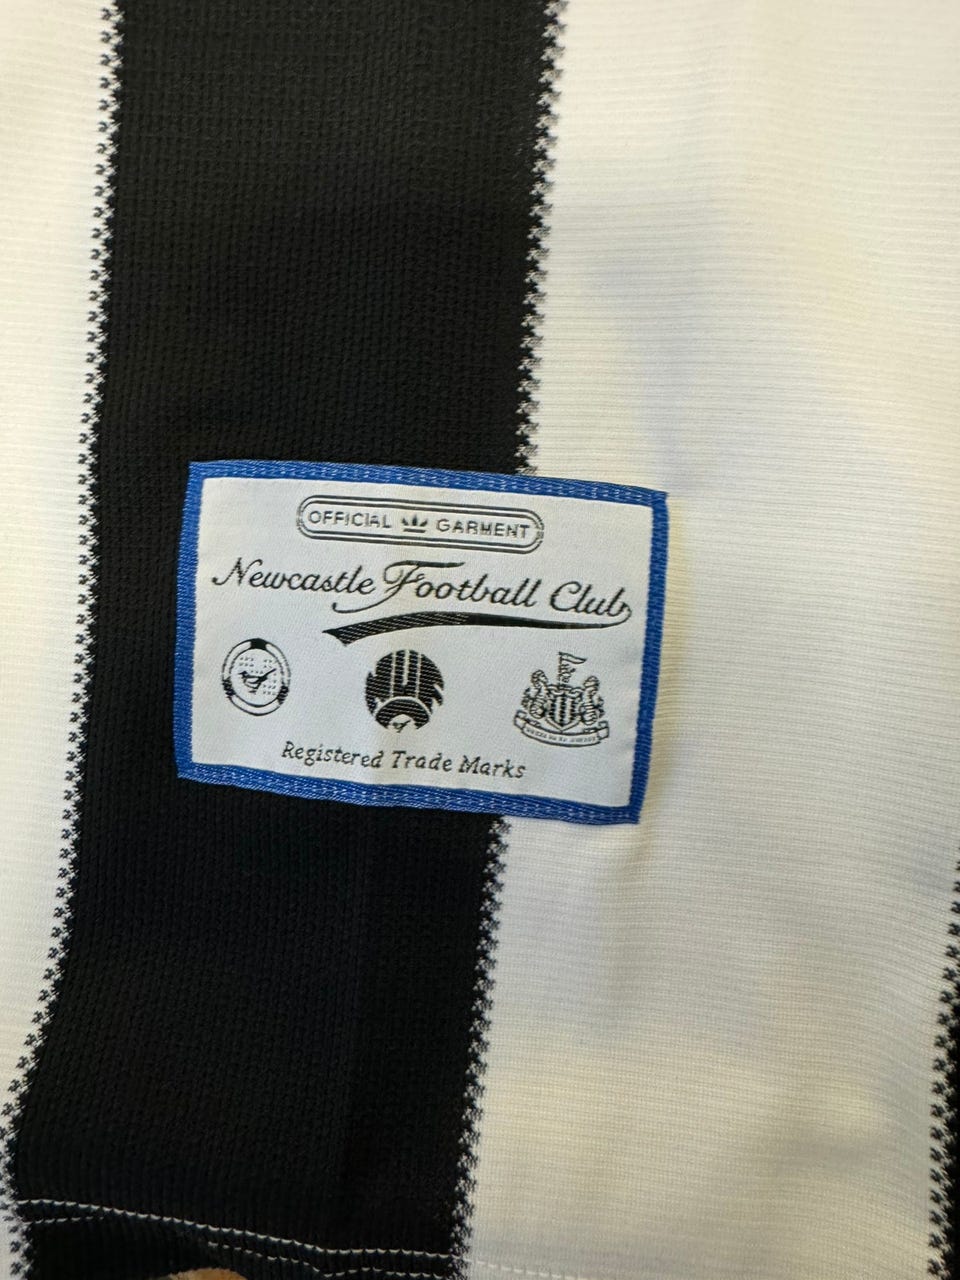 OFFICIAL GARMENT
Newcastle Football Club
Registered Trade Marks